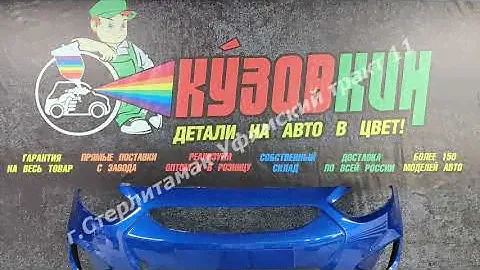 КУЗОВКИН
ДЕТАЛИ НА АВТО В ЦВЕТ!
ГАРАНТИЯ
НА ВЕСЬ ТОВАР
ПРЯМЫЕ ПОСТАВКИ
С ЗАВОДА
РЕАЛИЗУЕМ
ОПТОМ И В РОЗНИЦУ
СОБСТВЕННЫЙ
СКЛАД
ДОСТАВКА
ПО ВСЕЙ РОССИИ
БОЛЕЕ 150
МОДЕЛЕЙ АВТО
г.Стерлитамак Уфимский тракт 11